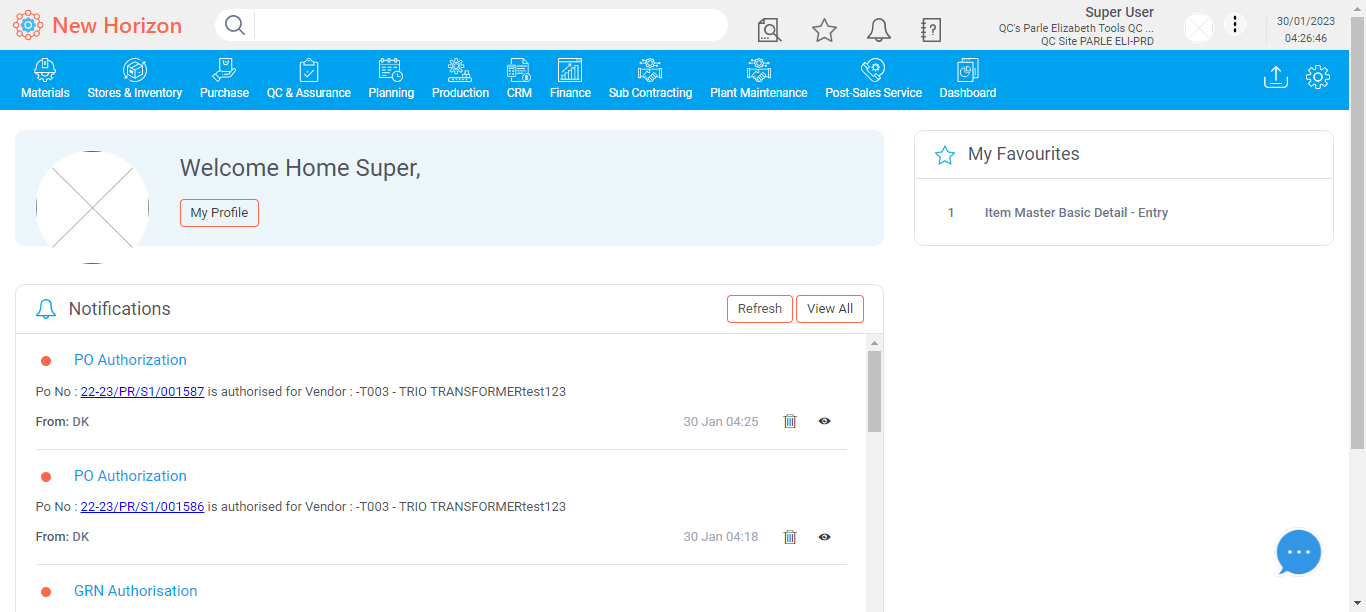 New Horizon
Super User
QC's Parle Elizabeth Tools QC ...
QC Site PARLE ELI-PRD
30/01/2023
04:26:46
Materials
Stores & Inventory
Purchase
QC & Assurance
Planning
Production
CRM
Finance
Sub Contracting
Plant Maintenance
Post-Sales Service
Dashboard
Welcome Home Super,
My Profile
My Favourites
1 Item Master Basic Detail - Entry
Notifications
Refresh
View All
PO Authorization
Po No : 22-23/PR/S1/001587 is authorised for Vendor : -T003 - TRIO TRANSFORMERtest123
From: DK
30 Jan 04:25
PO Authorization
Po No : 22-23/PR/S1/001586 is authorised for Vendor : -T003 - TRIO TRANSFORMERtest123
From: DK
30 Jan 04:18
GRN Authorisation